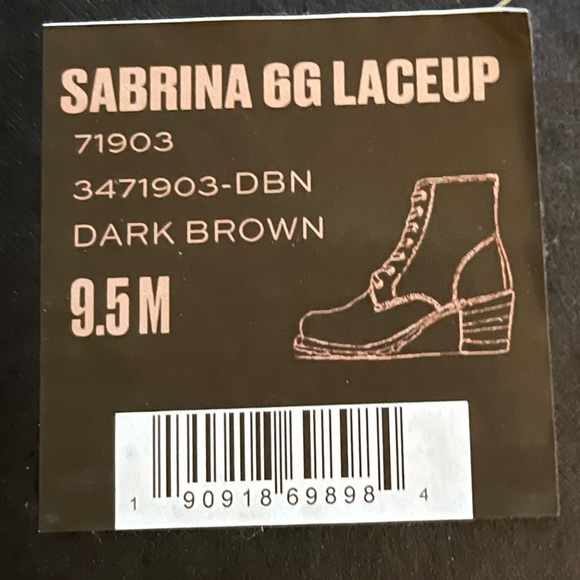 SABRINA 6G LACEUP
71903
3471903-DBN
DARK BROWN
9.5 M
1 90918 69898 4